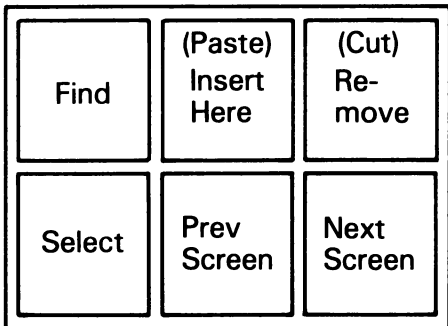 Find
(Paste)
Insert
Here
(Cut)
Re-
move
Select
Prev
Screen
Next
Screen